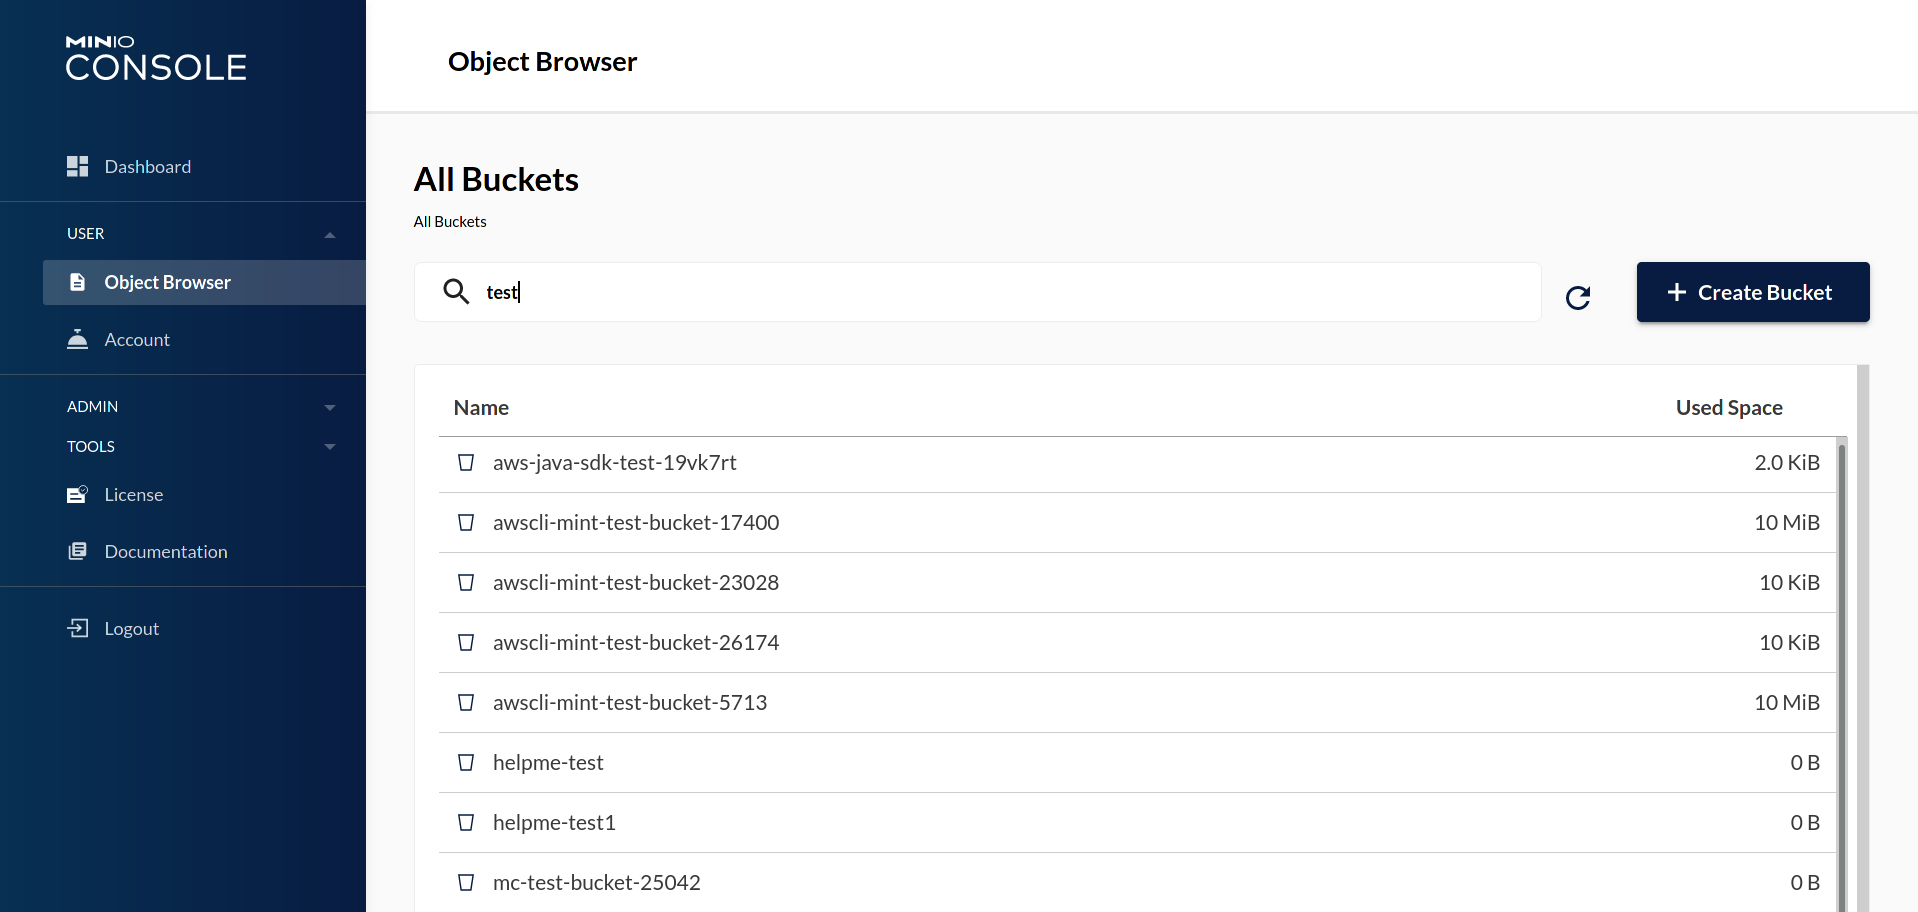 MINIO
CONSOLE
Object Browser
Dashboard
USER
Object Browser
Account
ADMIN
TOOLS
License
Documentation
Logout
All Buckets
All Buckets
test
Create Bucket
Name Used Space
aws-java-sdk-test-19vk7rt 2.0 KiB
awscli-mint-test-bucket-17400 10 MiB
awscli-mint-test-bucket-23028 10 KiB
awscli-mint-test-bucket-26174 10 KiB
awscli-mint-test-bucket-5713 10 MiB
helpme-test 0 B
helpme-test1 0 B
mc-test-bucket-25042 0 B